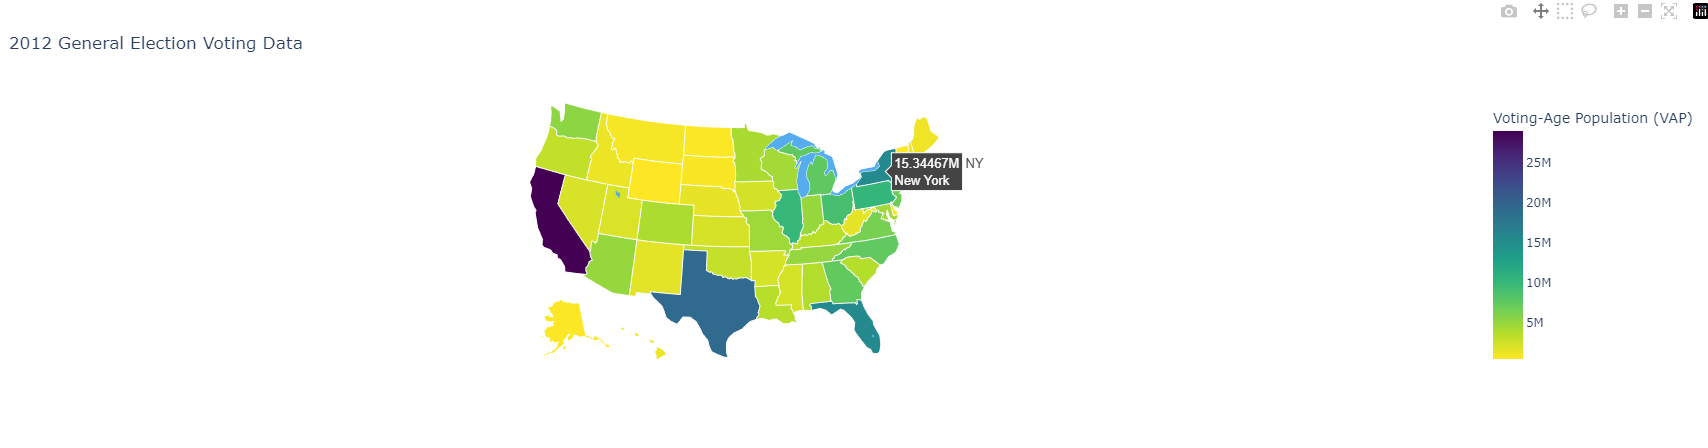 2012 General Election Voting Data
Voting-Age Population (VAP)
15.34467M NY
New York
25M
20M
15M
10M
5M